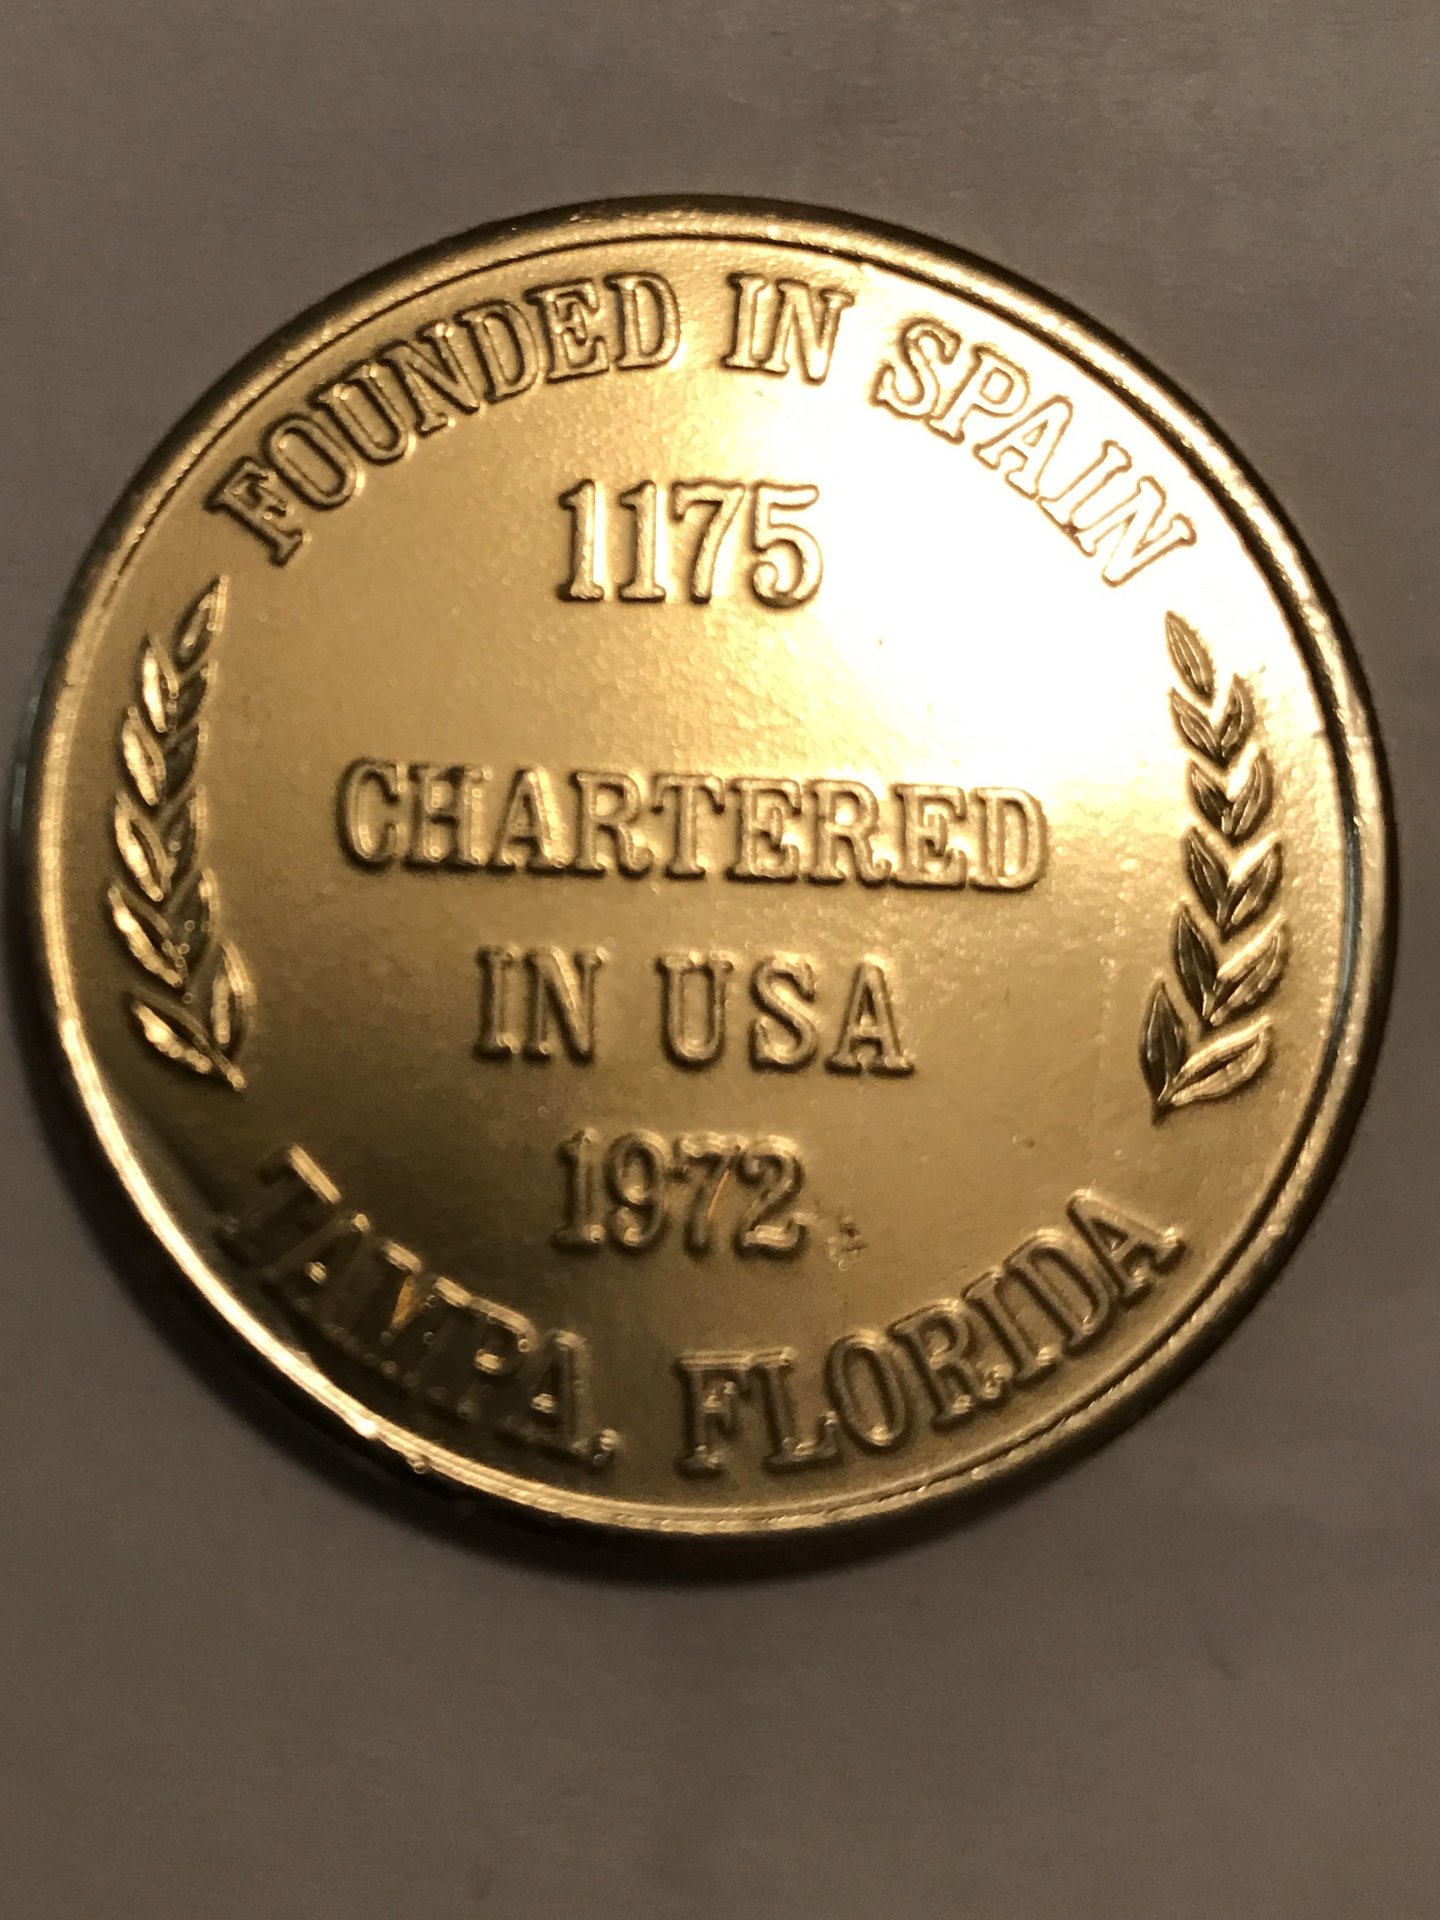 FOUNDED IN SPAIN
1175
CHARTERED
IN USA
1972
TAMPA, FLORIDA